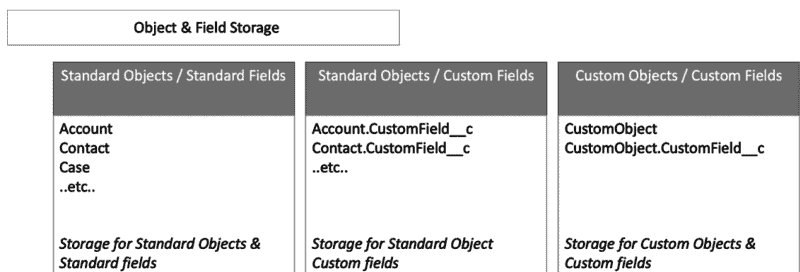 Object & Field Storage
Standard Objects / Standard Fields
Account
Contact
Case
..etc..
Storage for Standard Objects &
Standard fields
Standard Objects / Custom Fields
Account.CustomField__c
Contact.CustomField__c
..etc..
Storage for Standard Object
Custom fields
Custom Objects / Custom Fields
CustomObject
CustomObject.CustomField__c
Storage for Custom Objects &
Custom fields